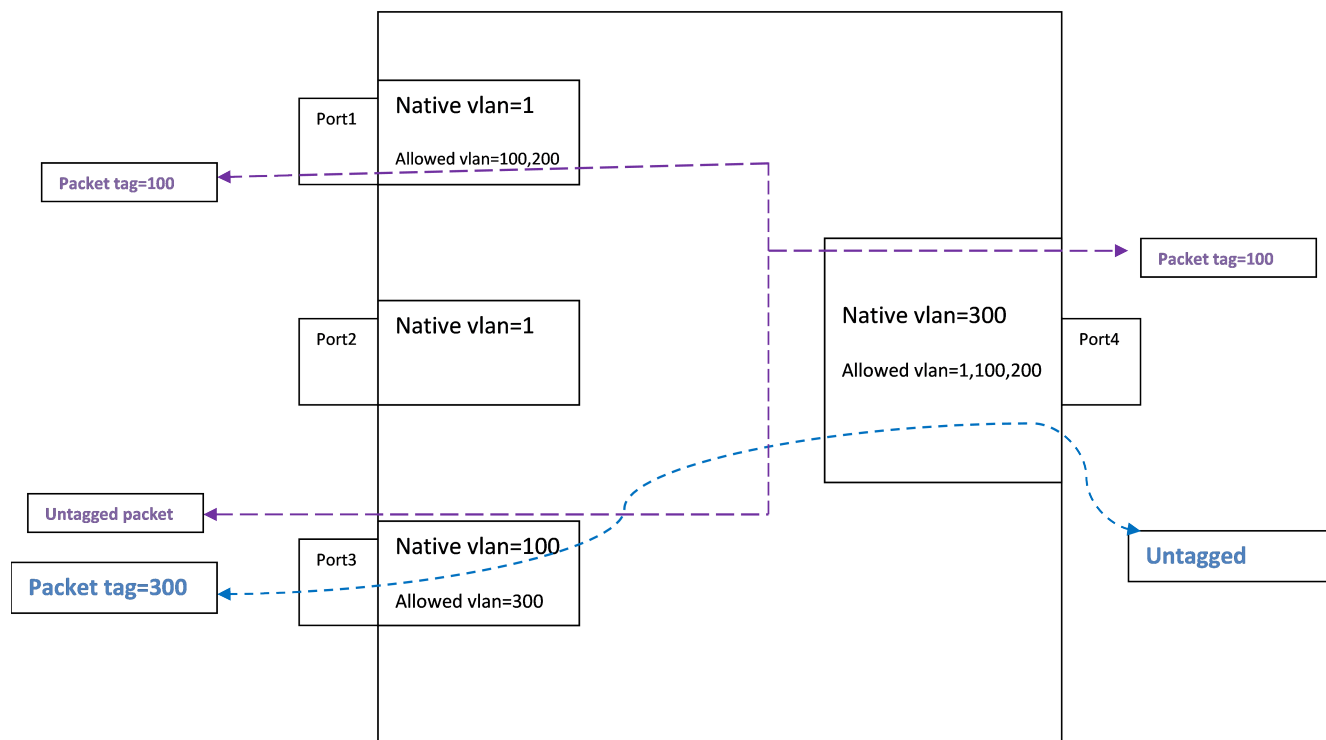 Port1
Native vlan=1
Allowed vlan=100,200
Packet tag=100
Packet tag=100
Port2
Native vlan=1
Native vlan=300
Allowed vlan=1,100,200
Port4
Untagged packet
Packet tag=300
Port3
Native vlan=100
Allowed vlan=300
Untagged